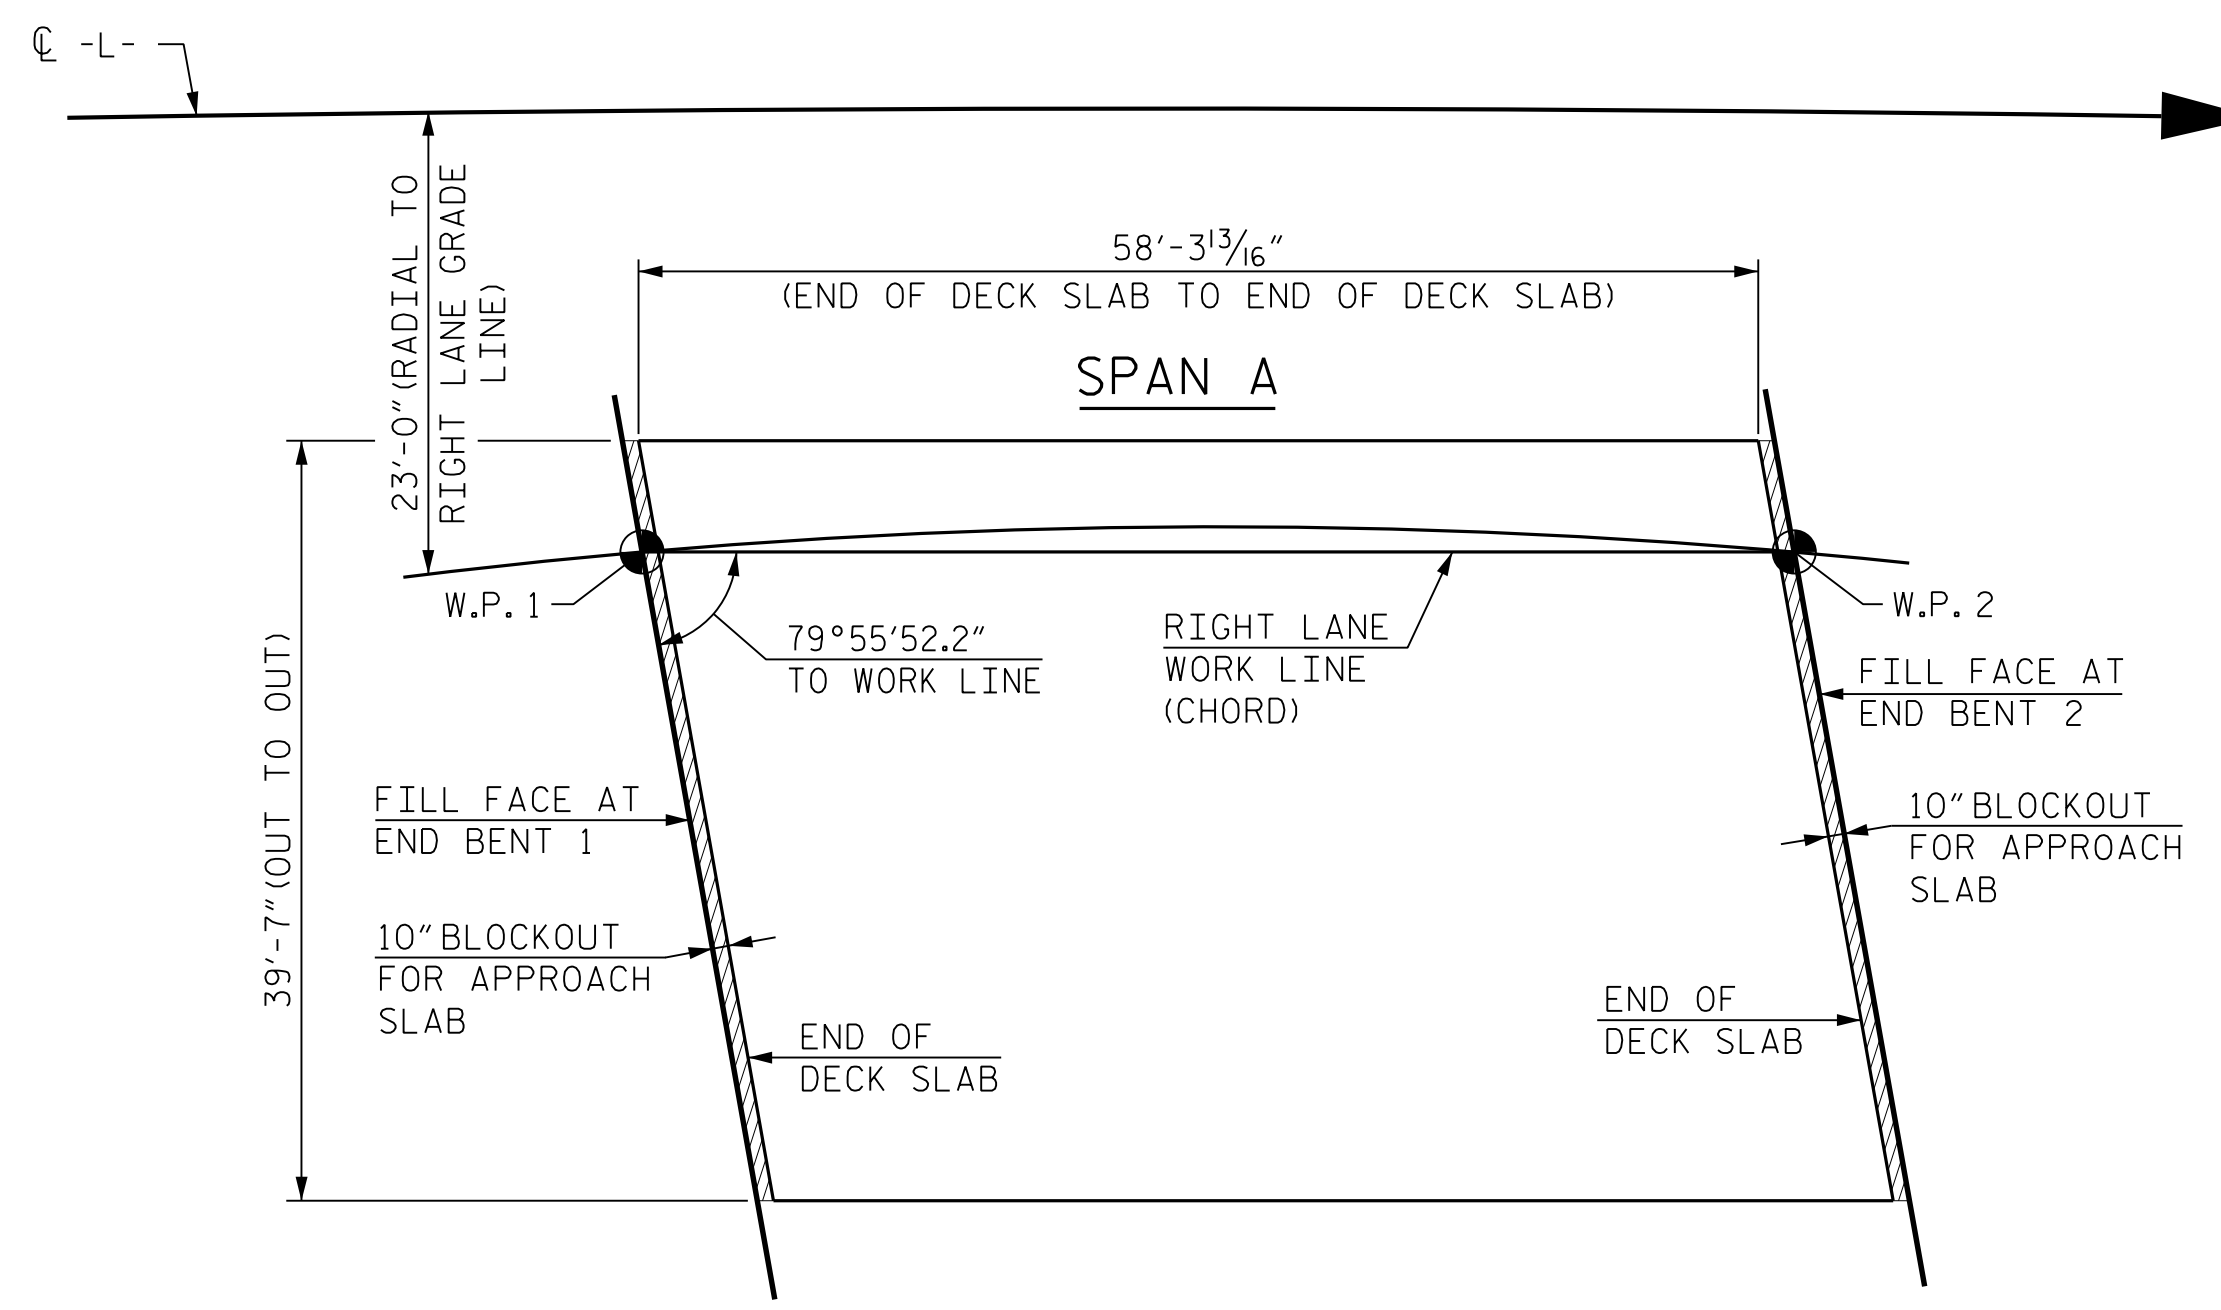 ℄ -L-
23'-0" (RADIAL TO
RIGHT LANE GRADE
LINE)
58'-3 13/16"
(END OF DECK SLAB TO END OF DECK SLAB)
SPAN A
W.P. 1
79°55'52.2"
TO WORK LINE
RIGHT LANE
WORK LINE
(CHORD)
W.P. 2
FILL FACE AT
END BENT 2
39'-7" (OUT TO OUT)
FILL FACE AT
END BENT 1
10" BLOCKOUT
FOR APPROACH
SLAB
10" BLOCKOUT
FOR APPROACH
SLAB
END OF
DECK SLAB
END OF
DECK SLAB